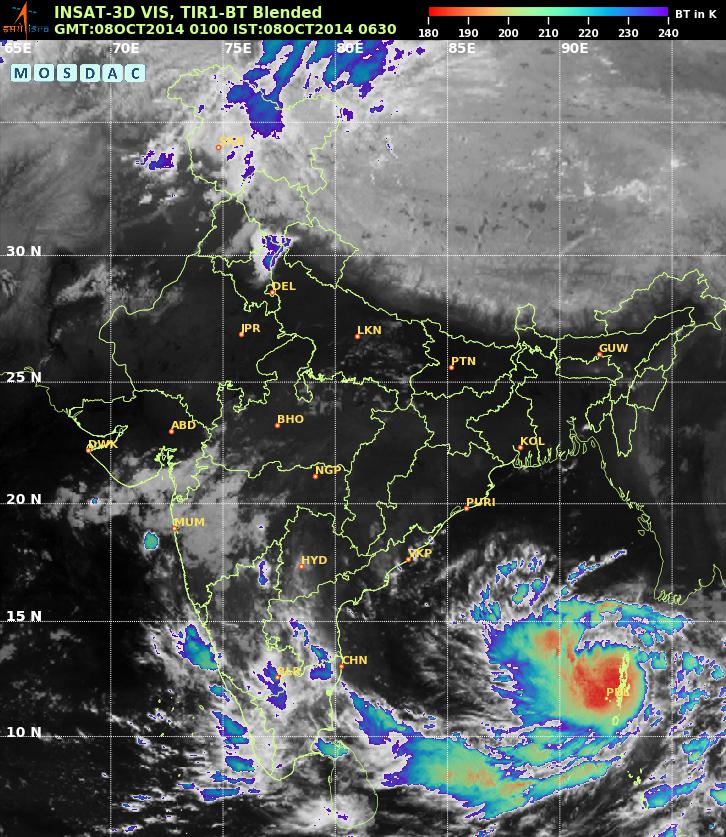 INSAT-3D VIS, TIR1-BT Blended
GMT:08OCT2014 0100 IST:08OCT2014 0630
BT in K
180 190 200 210 220 230 240
65E 70E 75E 80E 85E 90E
MOSDAC
30 N
DEL
JPR
LKN
GUW
PTN
25 N
ABD
BHO
DWK
KOL
NGP
20 N
PURI
MUM
VKP
HYD
15 N
CHN
BLR
10 N